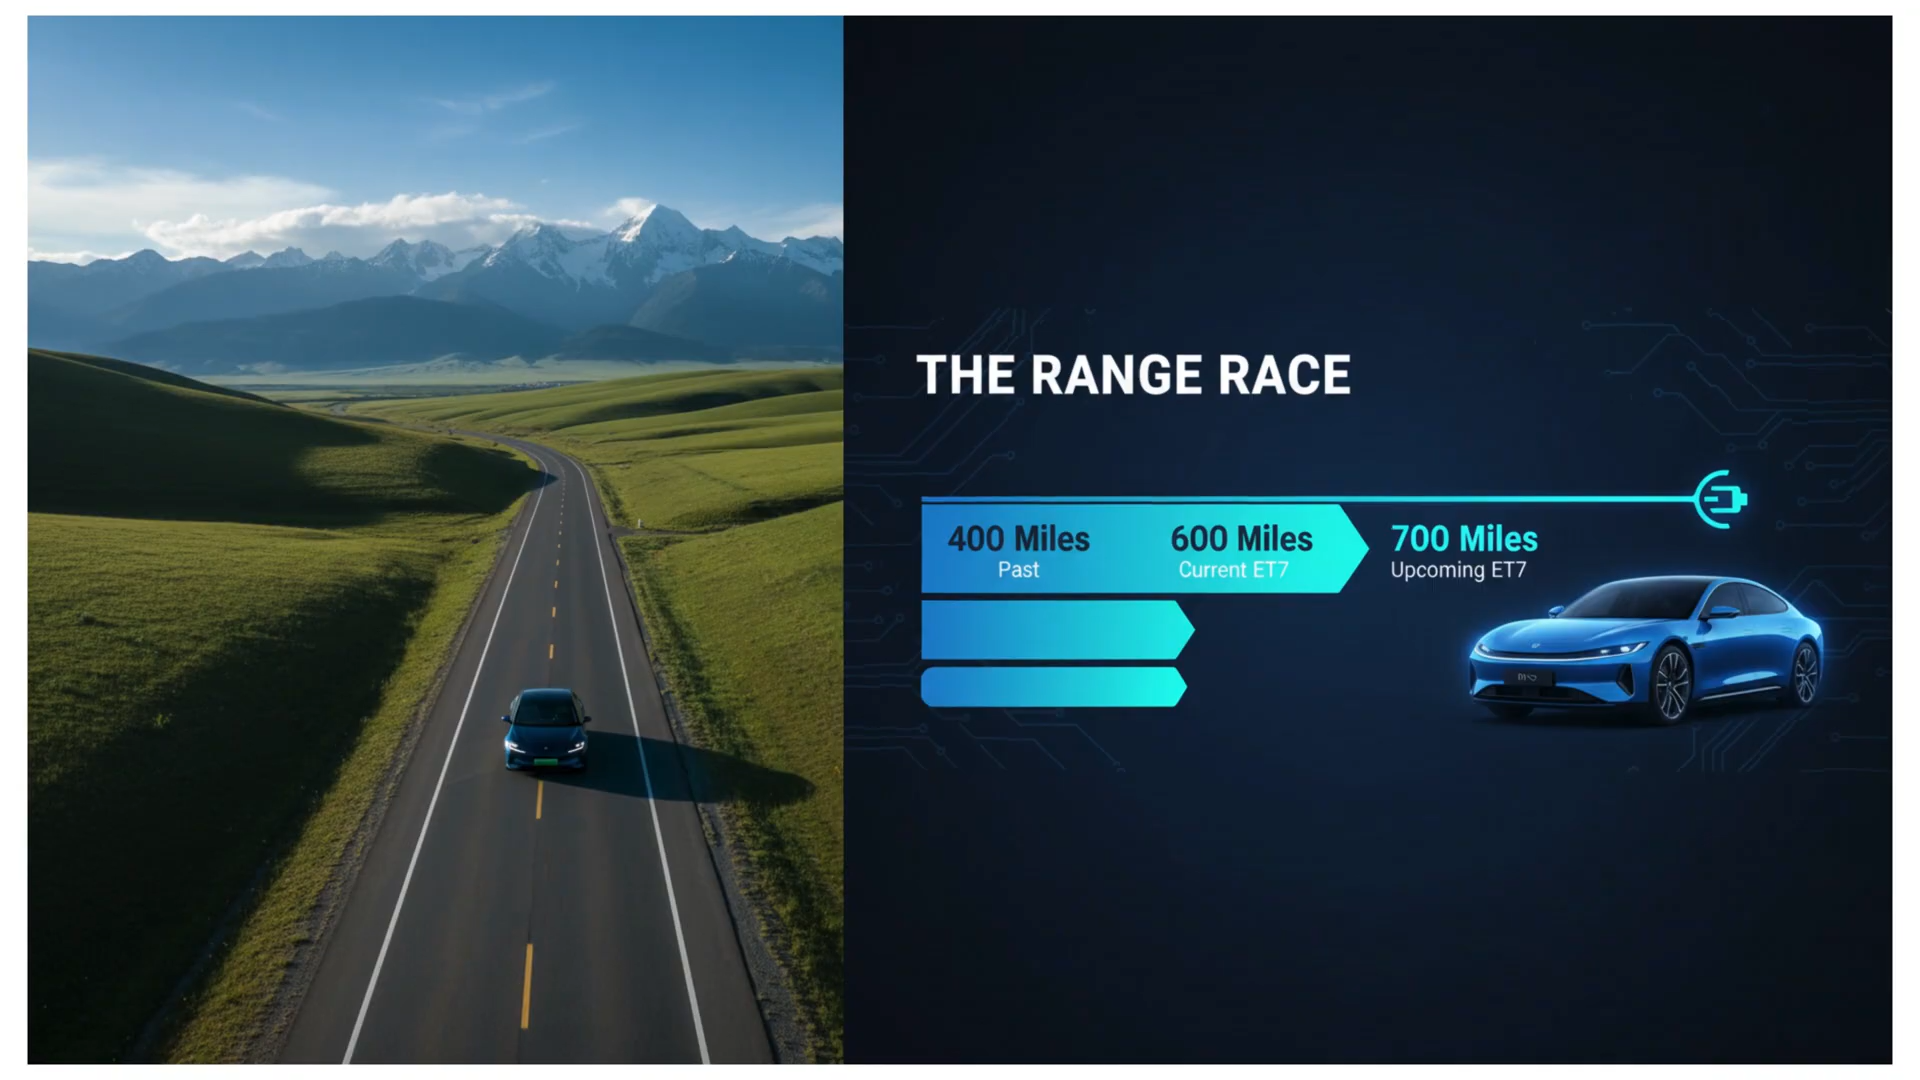 THE RANGE RACE
400 Miles
Past
600 Miles
Current ET7
700 Miles
Upcoming ET7